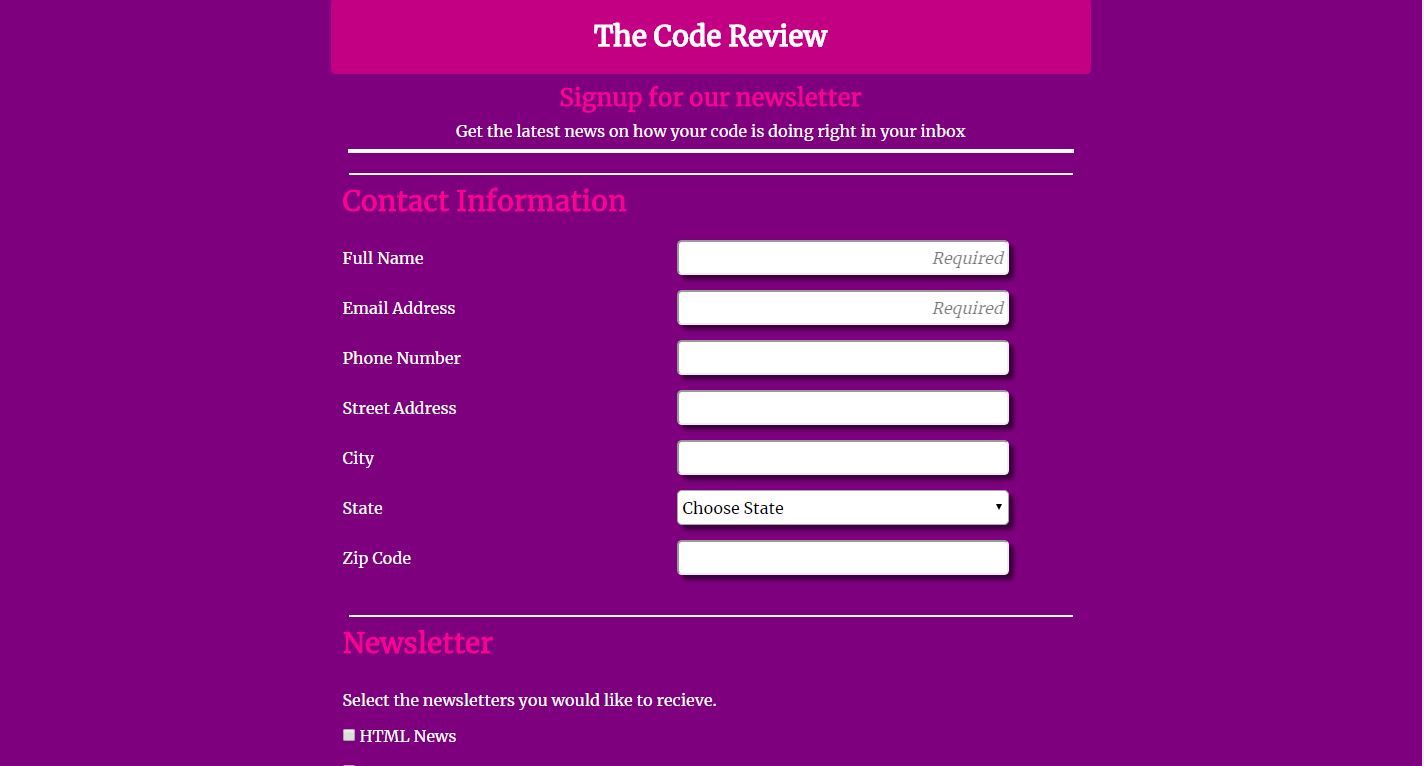 The Code Review
Signup for our newsletter
Get the latest news on how your code is doing right in your inbox
Contact Information
Full Name Required
Email Address Required
Phone Number
Street Address
City
State Choose State
Zip Code
Newsletter
Select the newsletters you would like to recieve.
HTML News